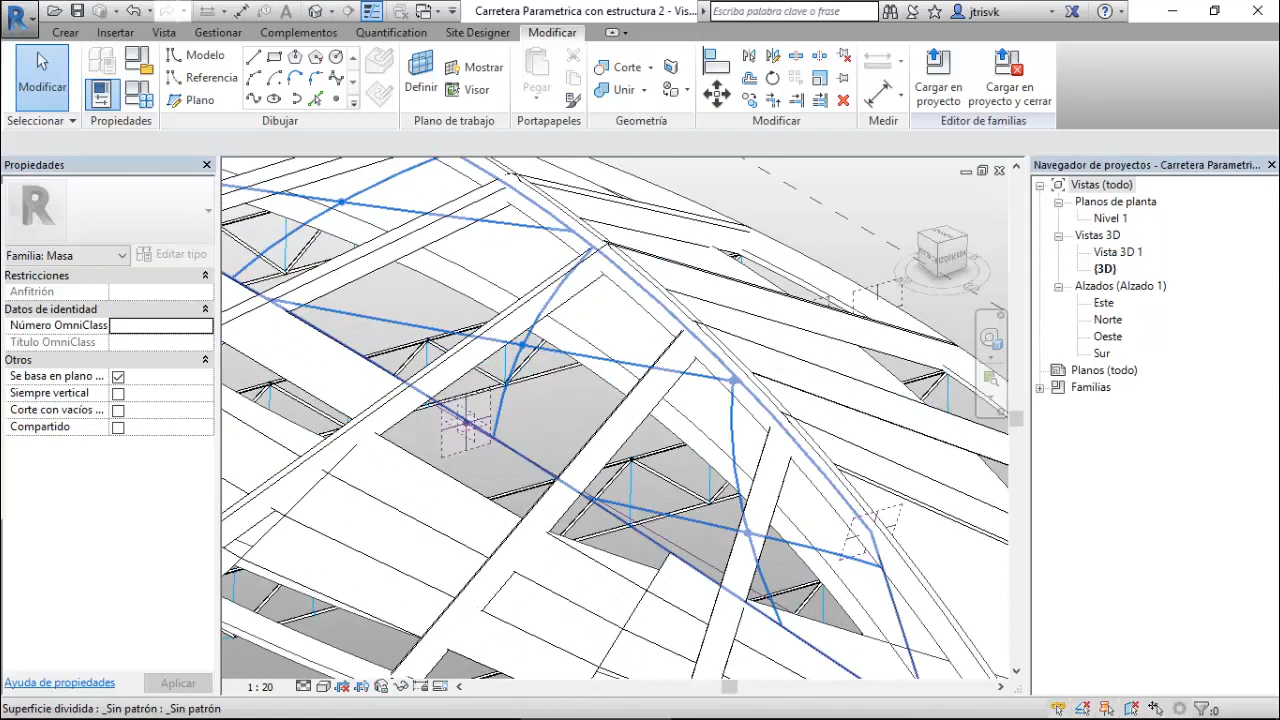 Carretera Parametrica con estructura 2 - Vis...
Escriba palabra clave o frase
jtrisvk
Crear
Insertar
Vista
Gestionar
Complementos
Quantification
Site Designer
Modificar
Modificar
Modelo
Referencia
Plano
Definir
Mostrar
Visor
Pegar
Corte
Unir
Cargar en
proyecto
Cargar en
proyecto y cerrar
Seleccionar
Propiedades
Dibujar
Plano de trabajo
Portapapeles
Geometría
Modificar
Medir
Editor de familias
Propiedades
Familia: Masa
Editar tipo
Restricciones
Anfitrión
Datos de identidad
Número OmniClass
Título OmniClass
Otros
Se basa en plano ...
Siempre vertical
Corte con vacíos ...
Compartido
Ayuda de propiedades
Aplicar
1 : 20
Navegador de proyectos - Carretera Parametri...
Vistas (todo)
Planos de planta
Nivel 1
Vistas 3D
Vista 3D 1
{3D}
Alzados (Alzado 1)
Este
Norte
Oeste
Sur
Planos (todo)
Familias
Superficie dividida : _Sin patrón : _Sin patrón
:0